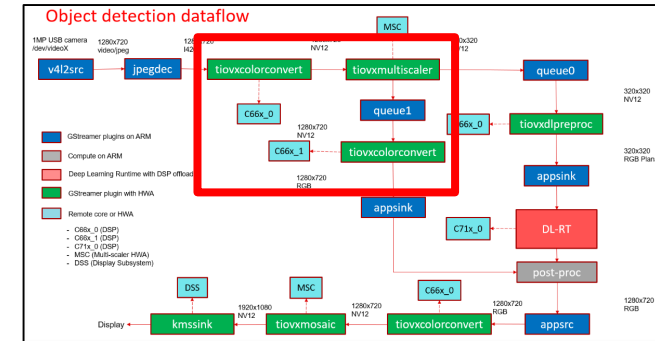 Object detection dataflow
MSC
1MP USB camera
/dev/videoX
1280x720
video/jpeg
NV12
v4l2src
jpegdec
tiovxcolorconvert
tiovxmultiscaler
queue0
C66x_0
queue1
320x320
NV12
1280x720
NV12
C66x_1
tiovxcolorconvert
tiovxdlpreproc
GStreamer plugins on ARM
Compute on ARM
Deep Learning Runtime with DSP offload
GStreamer plugin with HWA
Remote core or HWA
- C66x_0 (DSP)
- C66x_1 (DSP)
- C71x_0 (DSP)
- MSC (Multi-scaler HWA)
- DSS (Display Subsystem)
1280x720
RGB
320x320
RGB Plan
appsink
appsink
C71x_0
DL-RT
post-proc
DSS
MSC
C66x_0
1920x1080
NV12
1280x720
NV12
1280x720
RGB
1280x720
RGB
Display
kmssink
tiovxmosaic
tiovxcolorconvert
appsrc